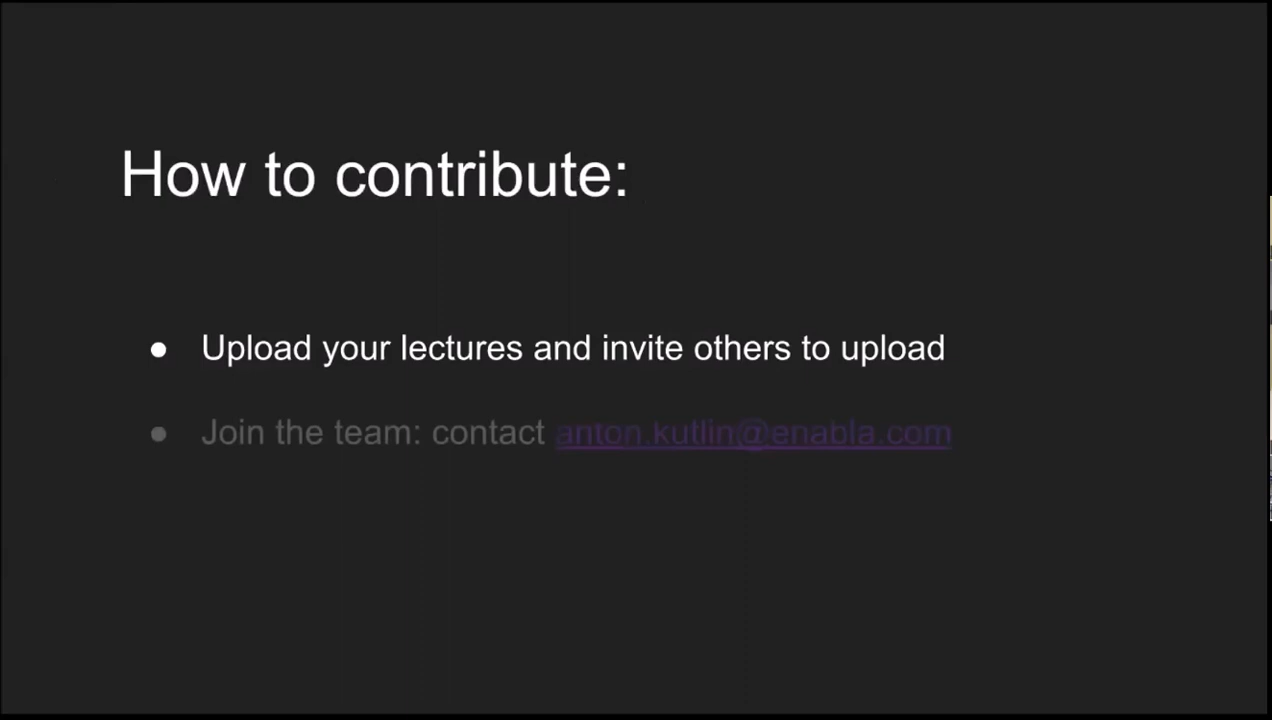 How to contribute:
● Upload your lectures and invite others to upload
● Join the team: contact anton.kutlin@enabla.com